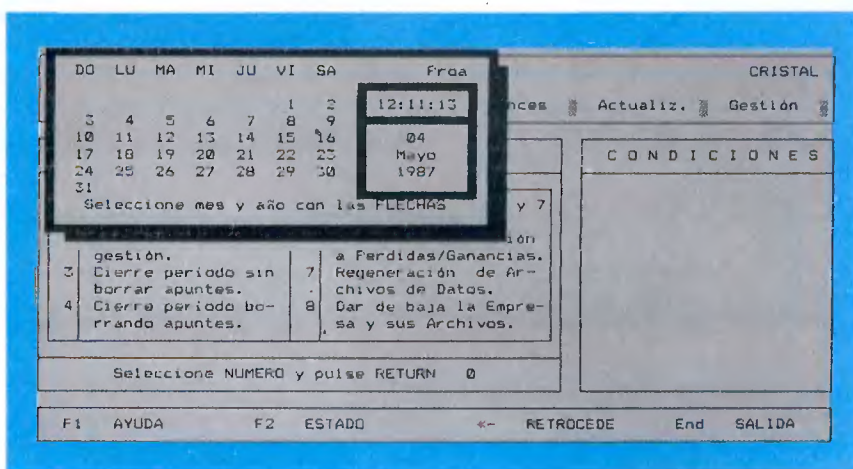 DO LU MA MI JU VI SA Froa
CRISTAL
1 2 12:11:13
nces Actualiz. Gestión
3 4 5 6 7 8 9
10 11 12 13 14 15 16 04
17 18 19 20 21 22 23 Mayo
C O N D I C I O N E S
24 25 26 27 28 29 30 1987
31
Seleccione mes y año con las FLECHAS y 7
ión
gestión. a Perdidas/Ganancias.
3 Cierre periodo sin 7 Regeneración de Ar-
borrar apuntes. chivos de Datos.
4 Cierre periodo bo- 8 Dar de baja la Empre-
rrando apuntes. sa y sus Archivos.
Seleccione NUMERO y pulse RETURN 0
F1 AYUDA F2 ESTADO «- RETROCEDE End SALIDA